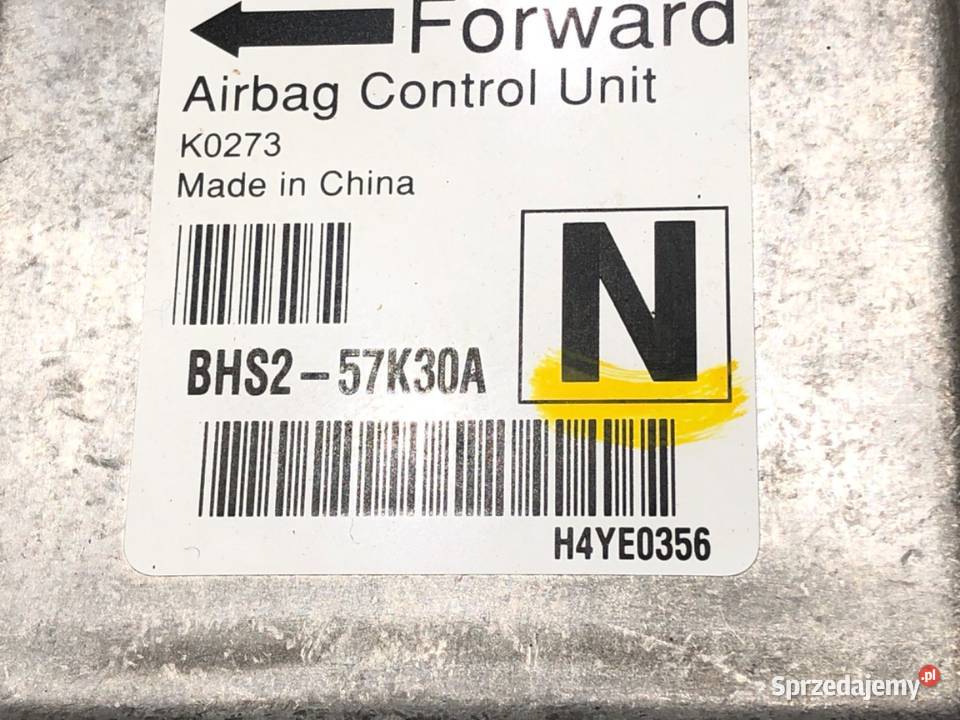 Forward
Airbag Control Unit
K0273
Made in China
N
BHS2-57K30A
H4YE0356
Sprzedajemy.pl